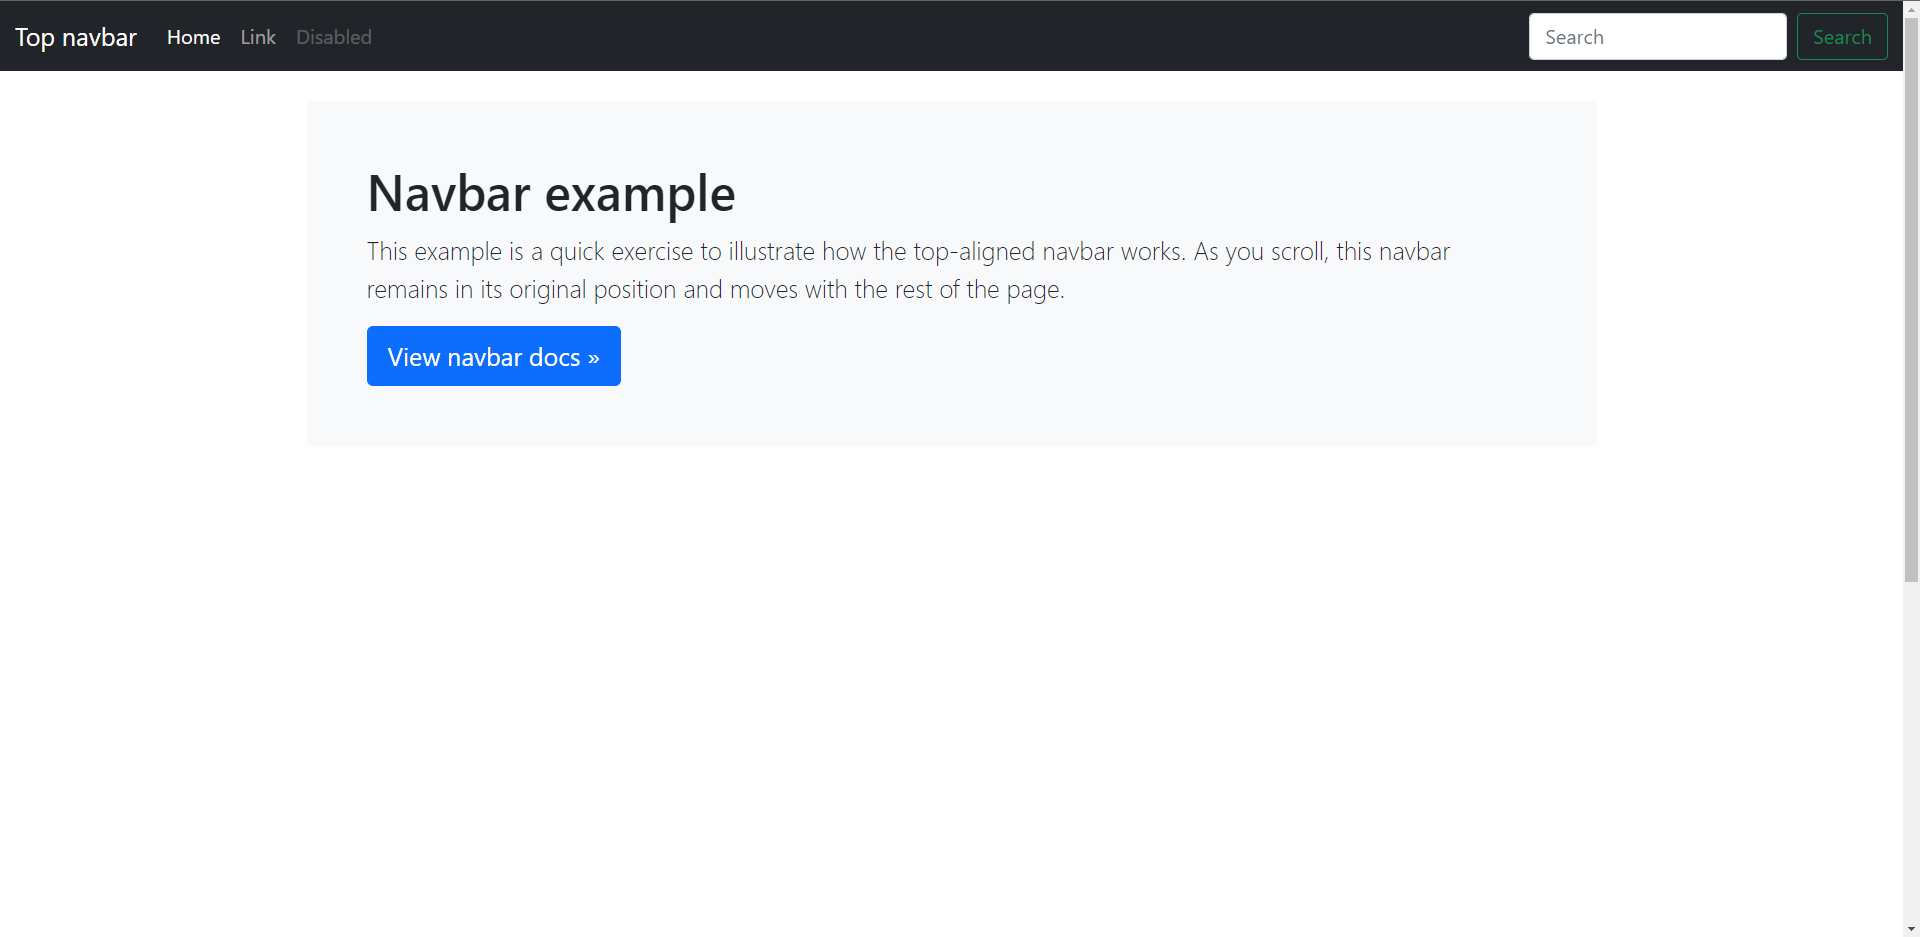 Top navbar Home Link Disabled Search Search
Navbar example
This example is a quick exercise to illustrate how the top-aligned navbar works. As you scroll, this navbar
remains in its original position and moves with the rest of the page.
View navbar docs »